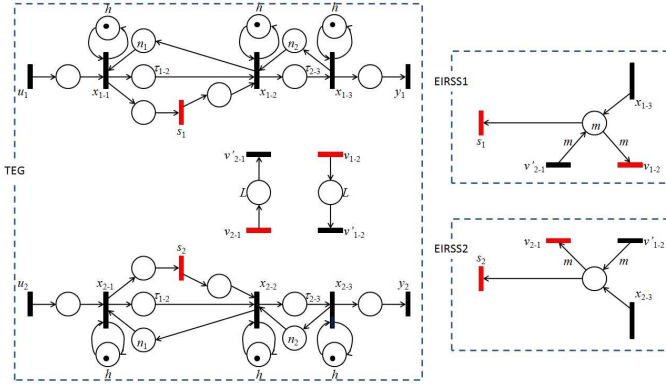 h h h
n₁ n₂
τ₁₋₂ τ₂₋₃
u₁ x₁₋₁ x₁₋₂ x₁₋₃ y₁
s₁
EIRSS1
x₁₋₃
m
s₁ m m
v'₂₋₁ v₁₋₂
v'₂₋₁ v₁₋₂
TEG
L L
v₂₋₁ v'₁₋₂
EIRSS2
v₂₋₁ v'₁₋₂
s₂ m m
x₂₋₃
s₂
u₂ x₂₋₁ x₂₋₂ x₂₋₃ y₂
τ₁₋₂ τ₂₋₃
n₁ n₂
h h h